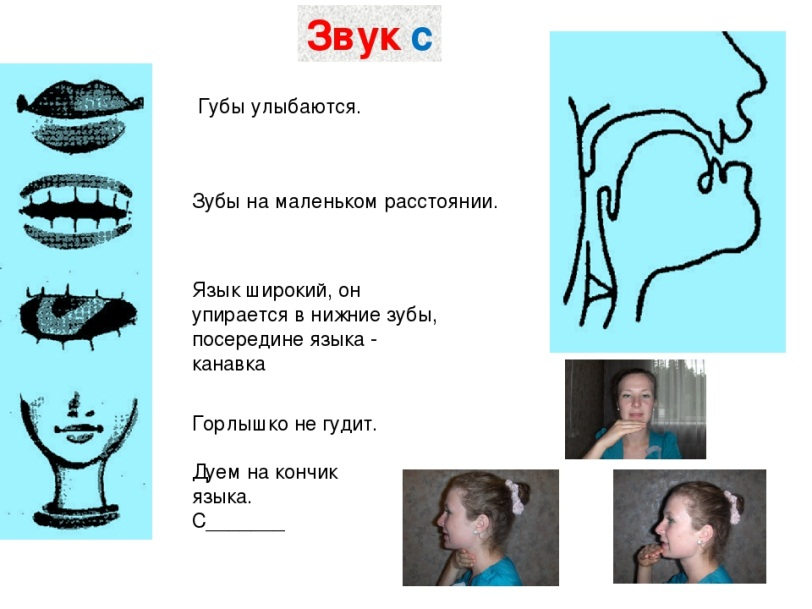 Звук с
Губы улыбаются.
Зубы на маленьком расстоянии.
Язык широкий, он
упирается в нижние зубы,
посередине языка -
канавка
Горлышко не гудит.
Дуем на кончик
языка.
С_______